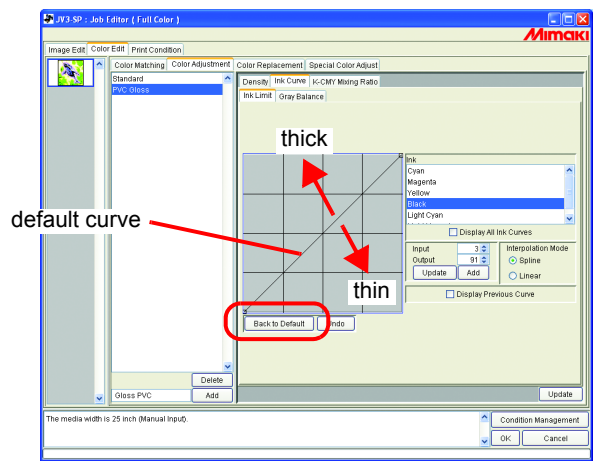 JV3-SP : Job Editor ( Full Color )
Mimaki
Image Edit Color Edit Print Condition
Color Matching Color Adjustment Color Replacement Special Color Adjust
Standard
PVC Gloss
Density Ink Curve K-CMY Mixing Ratio
Ink Limit Gray Balance
thick
default curve
thin
Ink
Cyan
Magenta
Yellow
Black
Light Cyan
Display All Ink Curves
Input 3
Output 91
Update Add
Interpolation Mode
Spline
Linear
Display Previous Curve
Back to Default Undo
Delete
Gloss PVC Add
Update
The media width is 25 inch (Manual Input).
Condition Management
OK Cancel